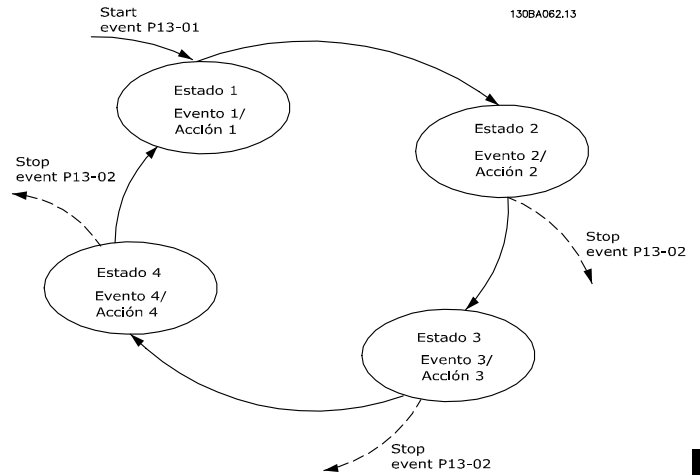 Start
event P13-01
130BA062.13
Estado 1
Evento 1/
Acción 1
Estado 2
Evento 2/
Acción 2
Stop
event P13-02
Stop
event P13-02
Estado 4
Evento 4/
Acción 4
Estado 3
Evento 3/
Acción 3
Stop
event P13-02